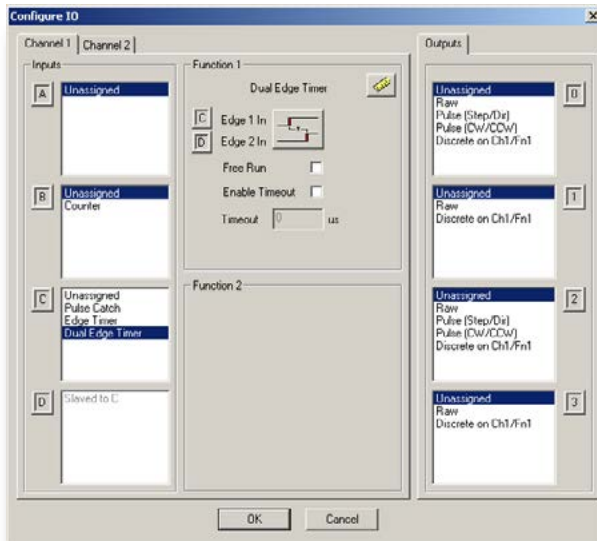 Configure IO
Channel 1
Channel 2
Inputs
A
Unassigned
B
Unassigned
Counter
C
Unassigned
Pulse Catch
Edge Timer
Dual Edge Timer
D
Slaved to C
Function 1
Dual Edge Timer
C
Edge 1 In
D
Edge 2 In
Free Run
Enable Timeout
Timeout
0
us
Function 2
Outputs
Unassigned
Raw
Pulse (Step/Dir)
Pulse (CW/CCW)
Discrete on Ch1/Fn1
0
Unassigned
Raw
Discrete on Ch1/Fn1
1
Unassigned
Raw
Pulse (Step/Dir)
Pulse (CW/CCW)
Discrete on Ch1/Fn1
2
Unassigned
Raw
Discrete on Ch1/Fn1
3
OK
Cancel